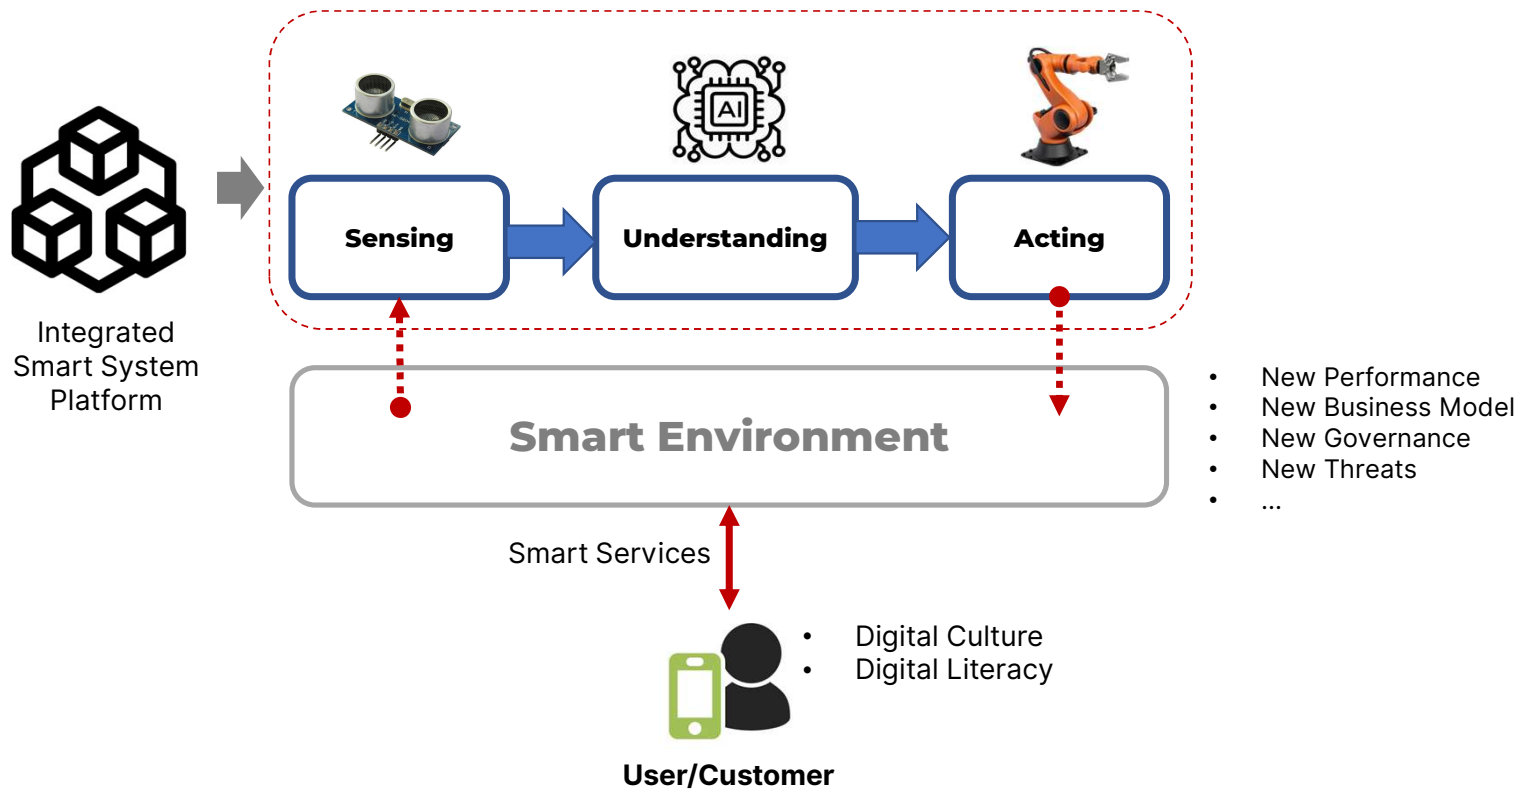 AI
Sensing
Understanding
Acting
Integrated
Smart System
Platform
Smart Environment
• New Performance
• New Business Model
• New Governance
• New Threats
• ...
Smart Services
• Digital Culture
• Digital Literacy
User/Customer